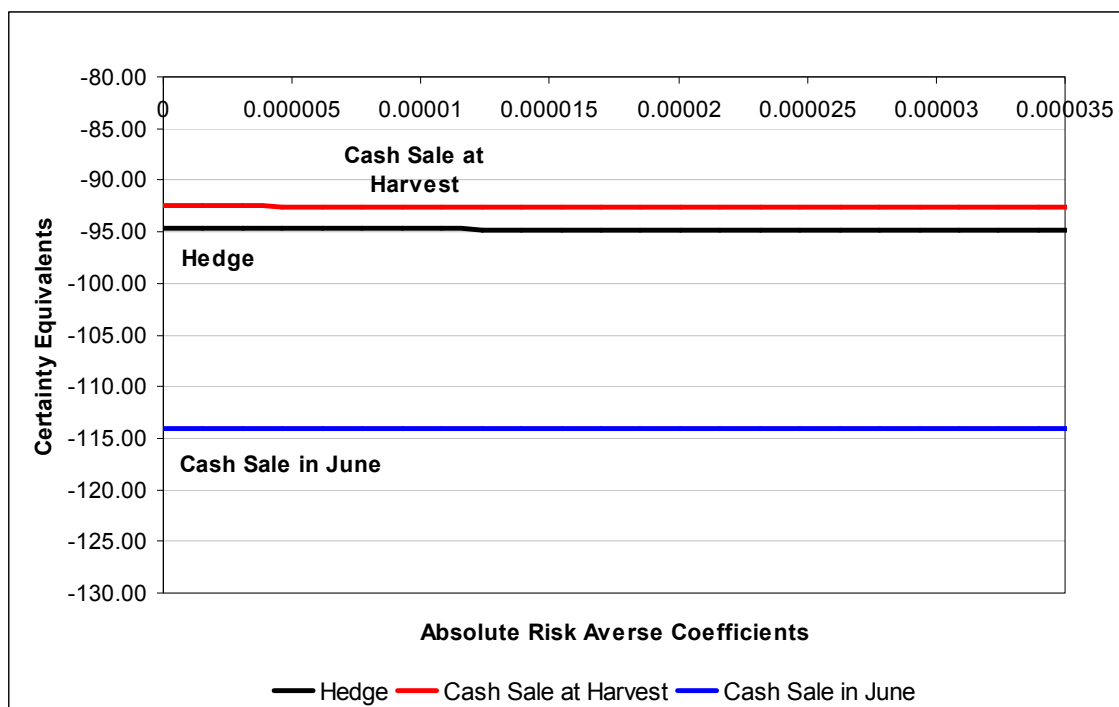 -80.00
0 0.000005 0.00001 0.000015 0.00002 0.000025 0.00003 0.000035
-85.00
Cash Sale at
Harvest
-90.00
-95.00
Hedge
-100.00
-105.00
-110.00
-115.00
Cash Sale in June
-120.00
-125.00
-130.00
Certainty Equivalents
Absolute Risk Averse Coefficients
Hedge Cash Sale at Harvest Cash Sale in June